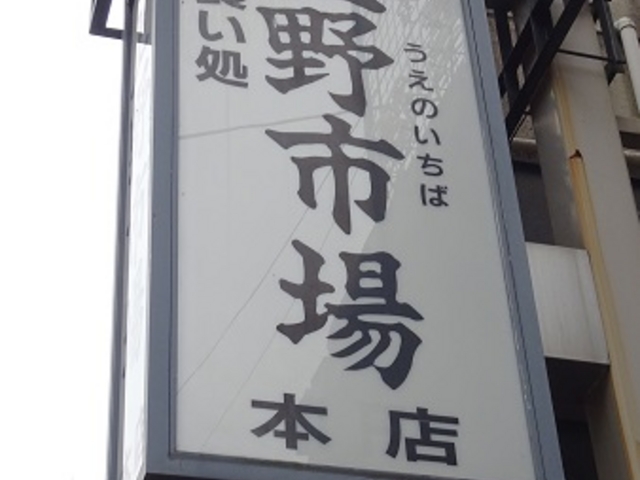 うえのいちば
野市場
い処
本店